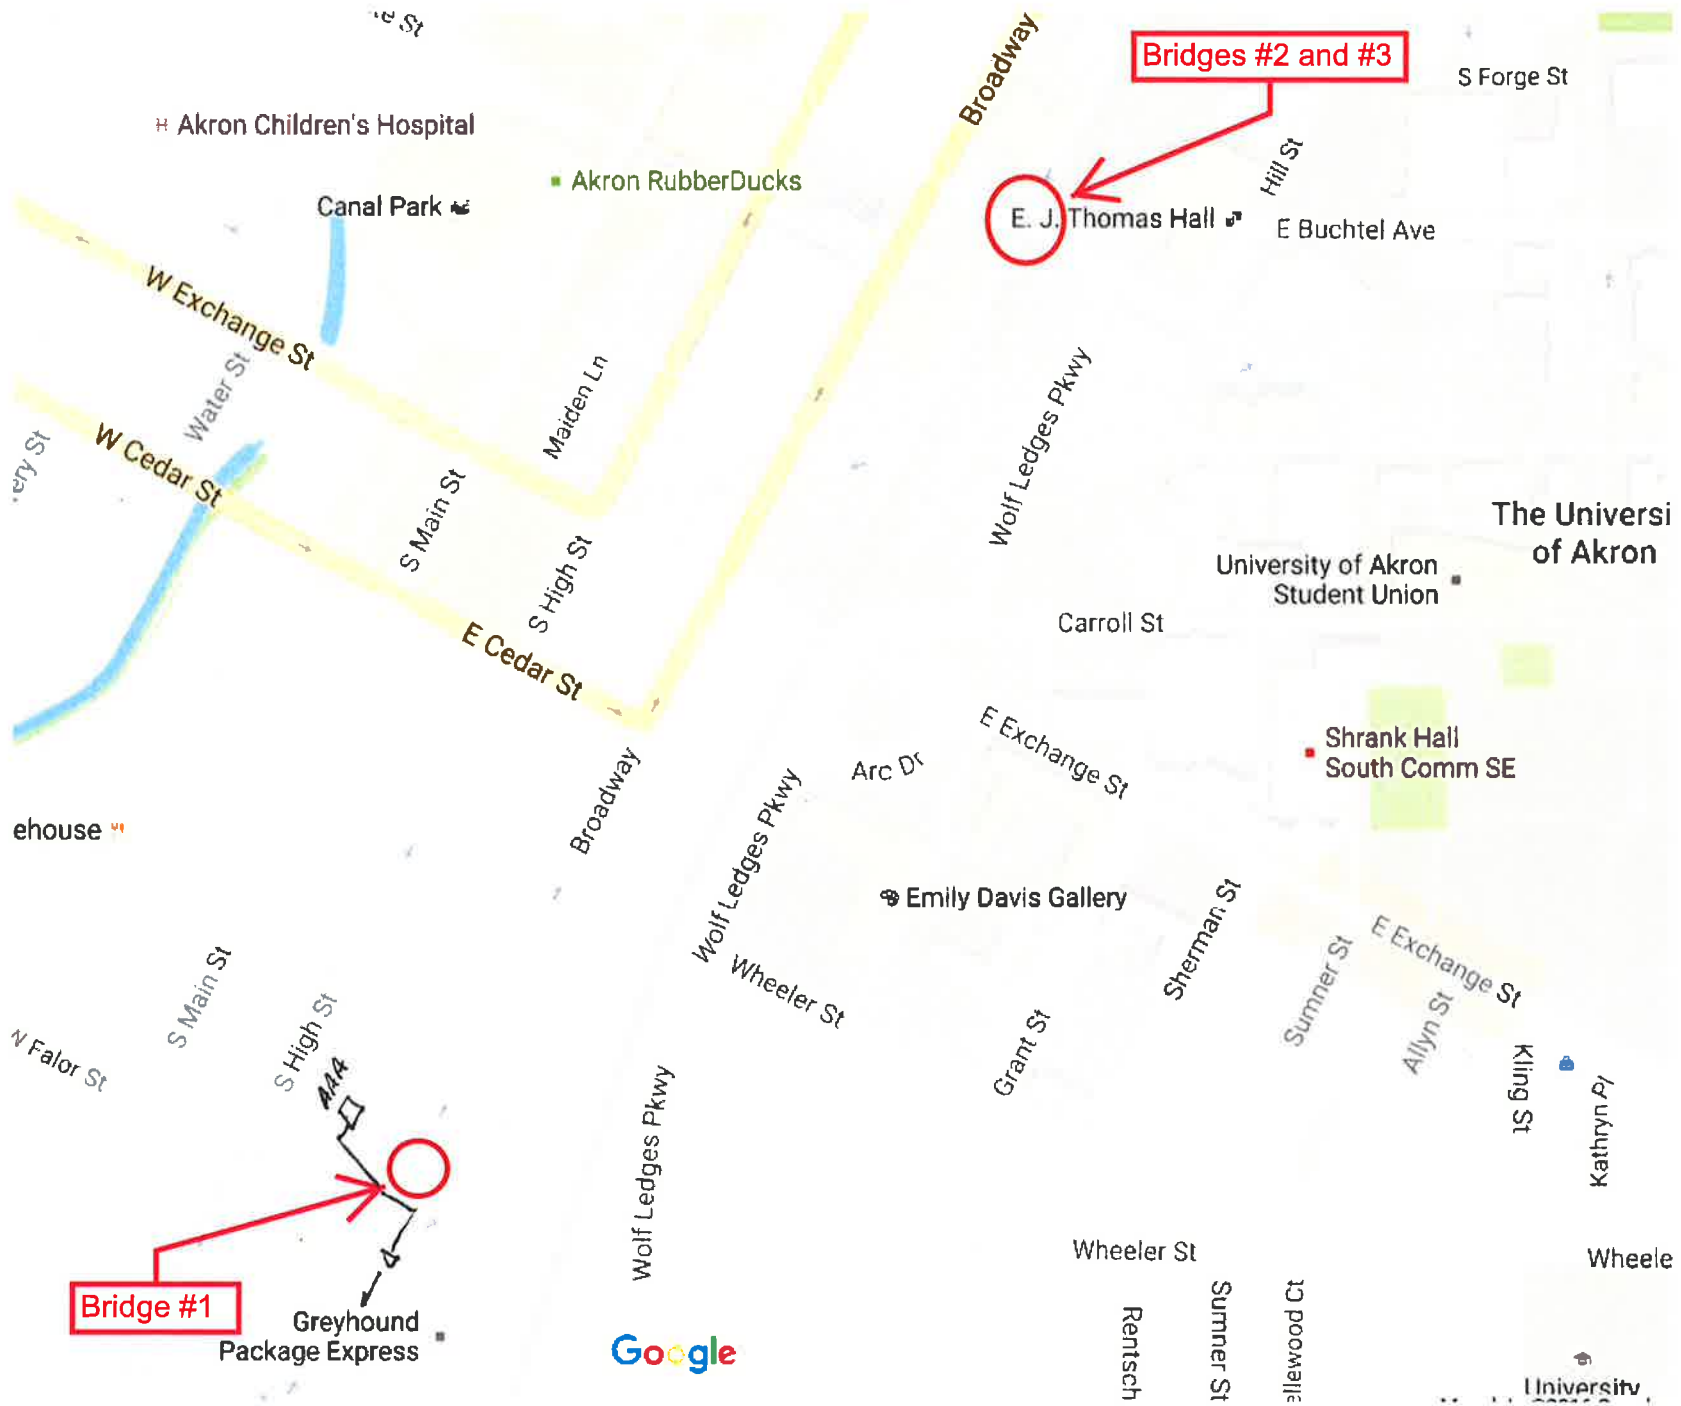 Broadway
Bridges #2 and #3
S Forge St
Akron Children's Hospital
Hill St
Akron RubberDucks
Canal Park
E. J. Thomas Hall
E Buchtel Ave
W Exchange St
Water St
Maiden Ln
Wolf Ledges Pkwy
W Cedar St
ery St
S Main St
S High St
The Universi
of Akron
University of Akron
Student Union
Carroll St
E Cedar St
E Exchange St
Shrank Hall
South Comm SE
Arc Dr
Broadway
Wolf Ledges Pkwy
ehouse
Emily Davis Gallery
Sherman St
E Exchange St
Sumner St
Allyn St
Wheeler St
S Main St
S High St
Falor St
Grant St
Kling St
Kathryn Pl
AAA
Wolf Ledges Pkwy
Wheeler St
Wheele
Bridge #1
Greyhound
Package Express
Google
Rentsch
Sumner St
University